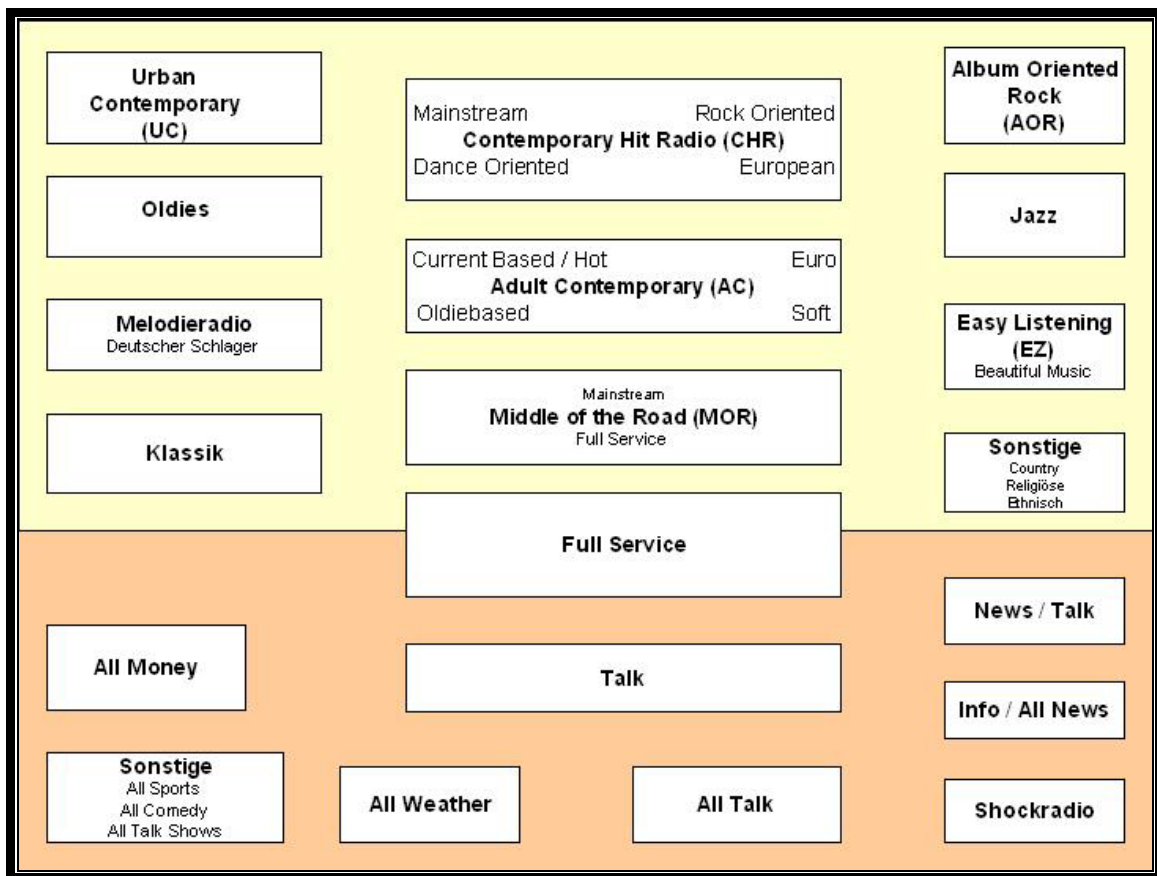 Urban
Contemporary
(UC)
Oldies
Melodieradio
Deutscher Schlager
Klassik
Mainstream Rock Oriented
Contemporary Hit Radio (CHR)
Dance Oriented European
Current Based / Hot Euro
Adult Contemporary (AC)
Oldiebased Soft
Mainstream
Middle of the Road (MOR)
Full Service
Full Service
Album Oriented
Rock
(AOR)
Jazz
Easy Listening
(EZ)
Beautiful Music
Sonstige
Country
Religiöse
Ethnisch
All Money
Talk
News / Talk
Info / All News
Sonstige
All Sports
All Comedy
All Talk Shows
All Weather
All Talk
Shockradio